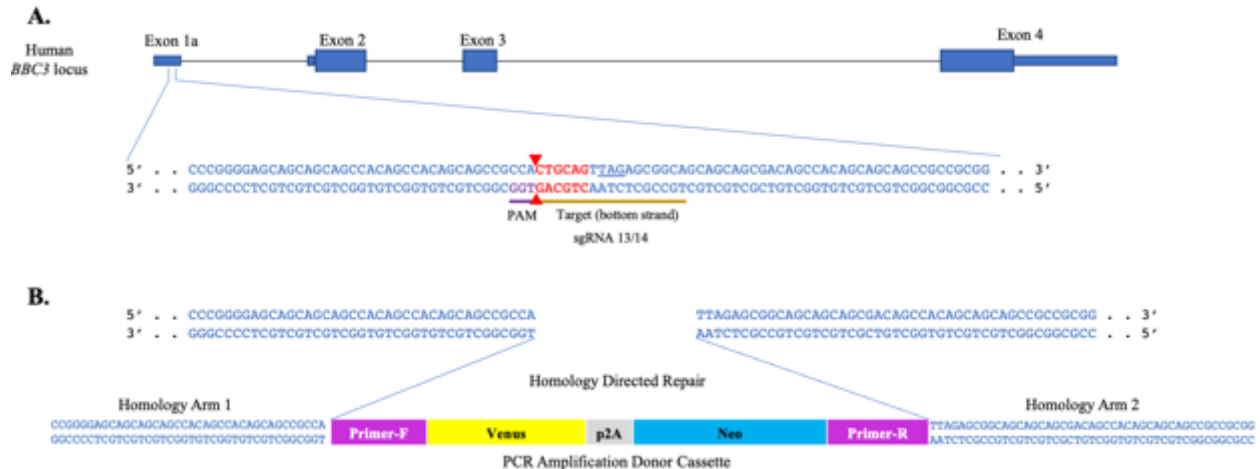 A.
Human
BBC3 locus
Exon 1a
Exon 2
Exon 3
Exon 4
5' . . CCCGGGGAGCAGCAGCAGCCACAGCCACAGCAGCCGCCACTGCAGTTAGAGCGGCAGCAGCAGCGACAGCCACAGCAGCAGCCGCCGCGG . . 3'
3' . . GGGCCCCTCGTCGTCGTCGGTGTCGGTGTCGTCGGCGGTGACGTCAATCTCGCCGTCGTCGTCGCTGTCGGTGTCGTCGTCGGCGGCGCC . . 5'
PAM Target (bottom strand)
sgRNA 13/14
B.
5' . . CCCGGGGAGCAGCAGCAGCCACAGCCACAGCAGCCGCCA TTAGAGCGGCAGCAGCAGCGACAGCCACAGCAGCAGCCGCCGCGG . . 3'
3' . . GGGCCCCTCGTCGTCGTCGGTGTCGGTGTCGTCGGCGGT AATCTCGCCGTCGTCGTCGCTGTCGGTGTCGTCGTCGGCGGCGCC . . 5'
Homology Directed Repair
Homology Arm 1 Homology Arm 2
CCGGGGAGCAGCAGCAGCCACAGCCACAGCAGCCGCCA TTAGAGCGGCAGCAGCAGCGACAGCCACAGCAGCAGCCGCCGCGG
GGCCCCTCGTCGTCGTCGGTGTCGGTGTCGTCGGCGGT AATCTCGCCGTCGTCGTCGCTGTCGGTGTCGTCGTCGGCGGCGCC
Primer-F Venus p2A Neo Primer-R
PCR Amplification Donor Cassette